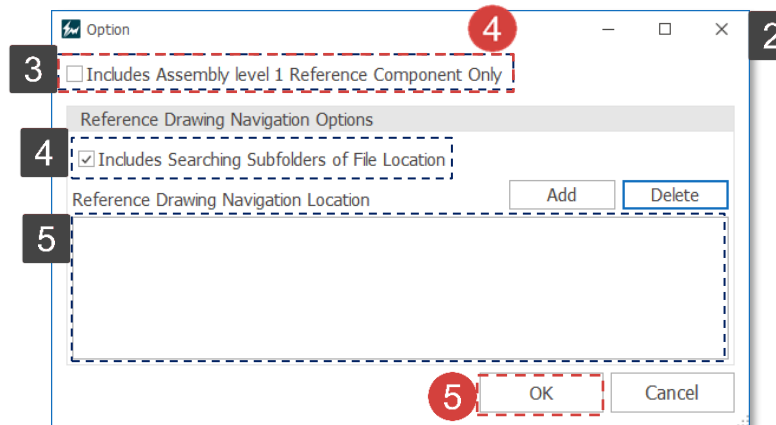 Option
4
2
3
Includes Assembly level 1 Reference Component Only
Reference Drawing Navigation Options
4
Includes Searching Subfolders of File Location
Reference Drawing Navigation Location
Add
Delete
5
5
OK
Cancel